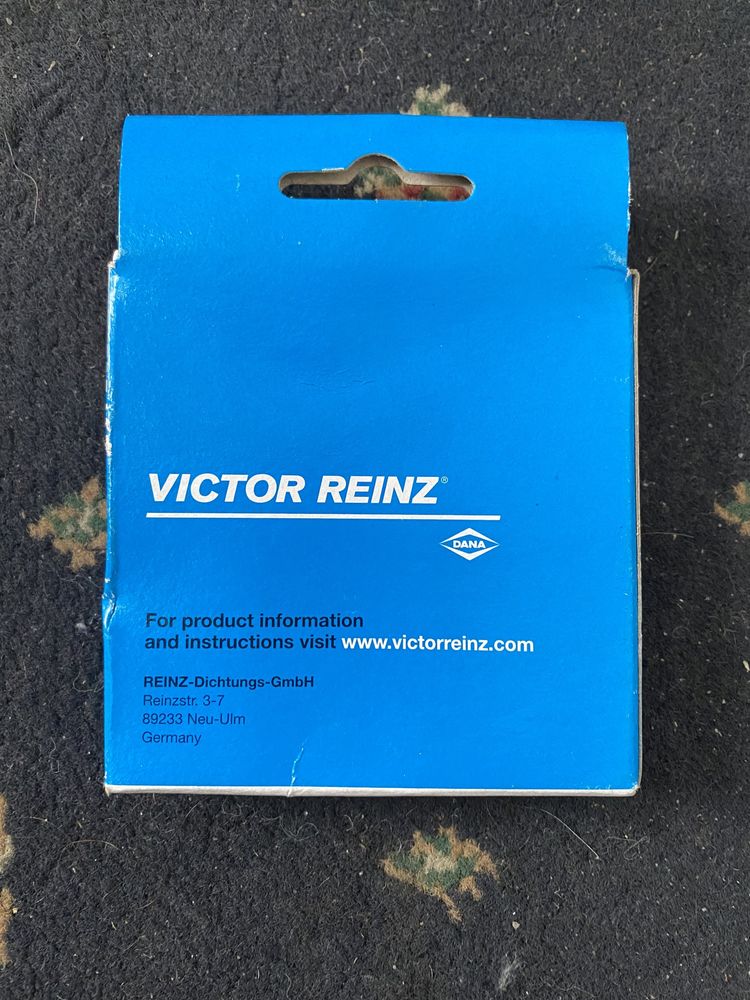 VICTOR REINZ®
DANA
For product information
and instructions visit www.victorreinz.com
REINZ-Dichtungs-GmbH
Reinzstr. 3-7
89233 Neu-Ulm
Germany